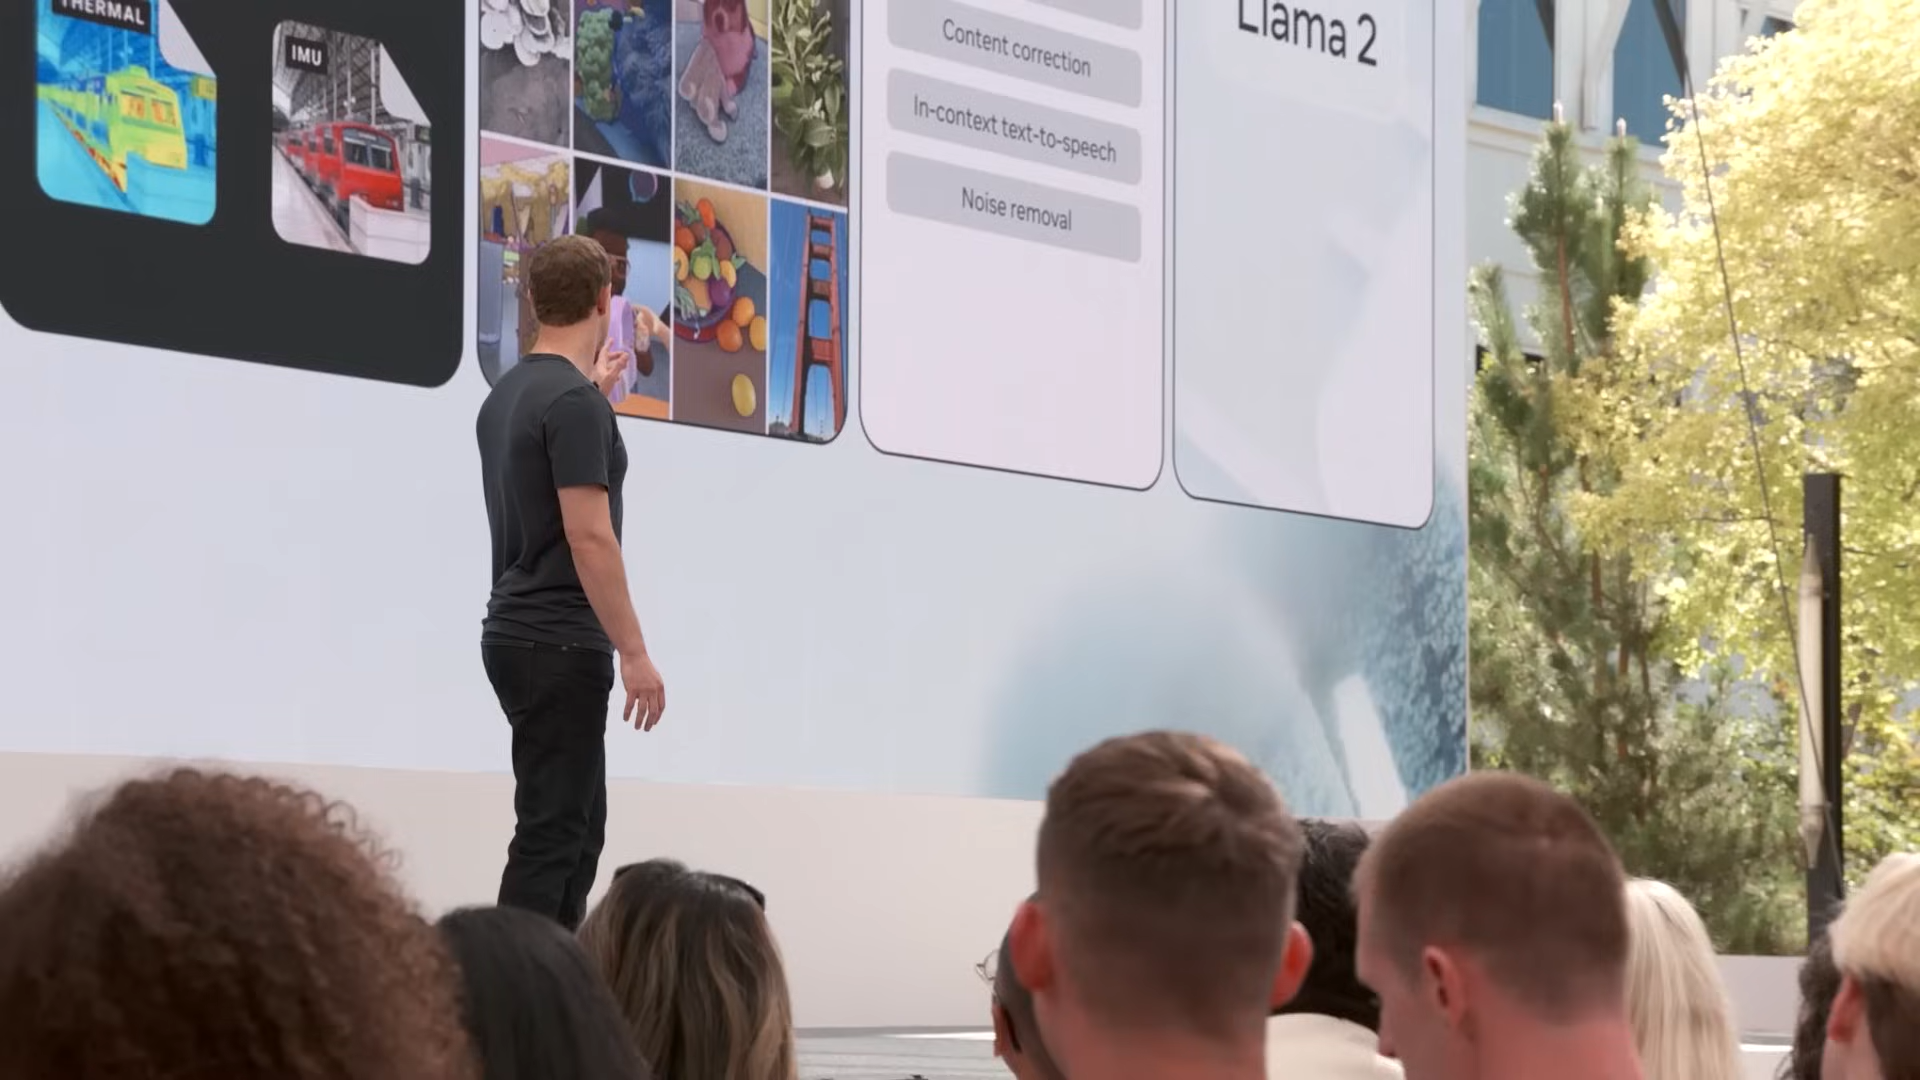 THERMAL
IMU
Content correction
In-context text-to-speech
Noise removal
Llama 2